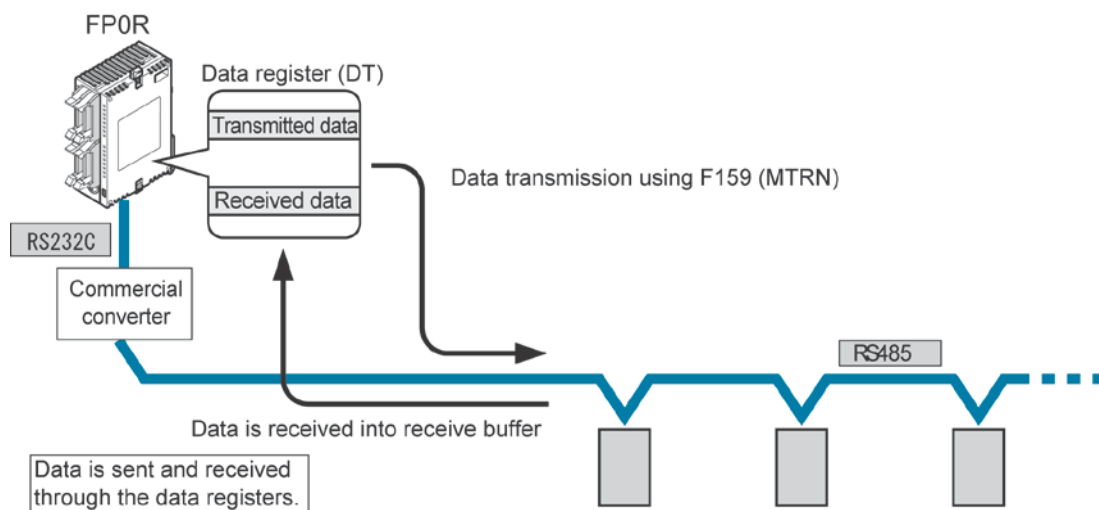 FP0R
Data register (DT)
Transmitted data
Data transmission using F159 (MTRN)
Received data
RS232C
Commercial
converter
RS485
Data is received into receive buffer
Data is sent and received
through the data registers.